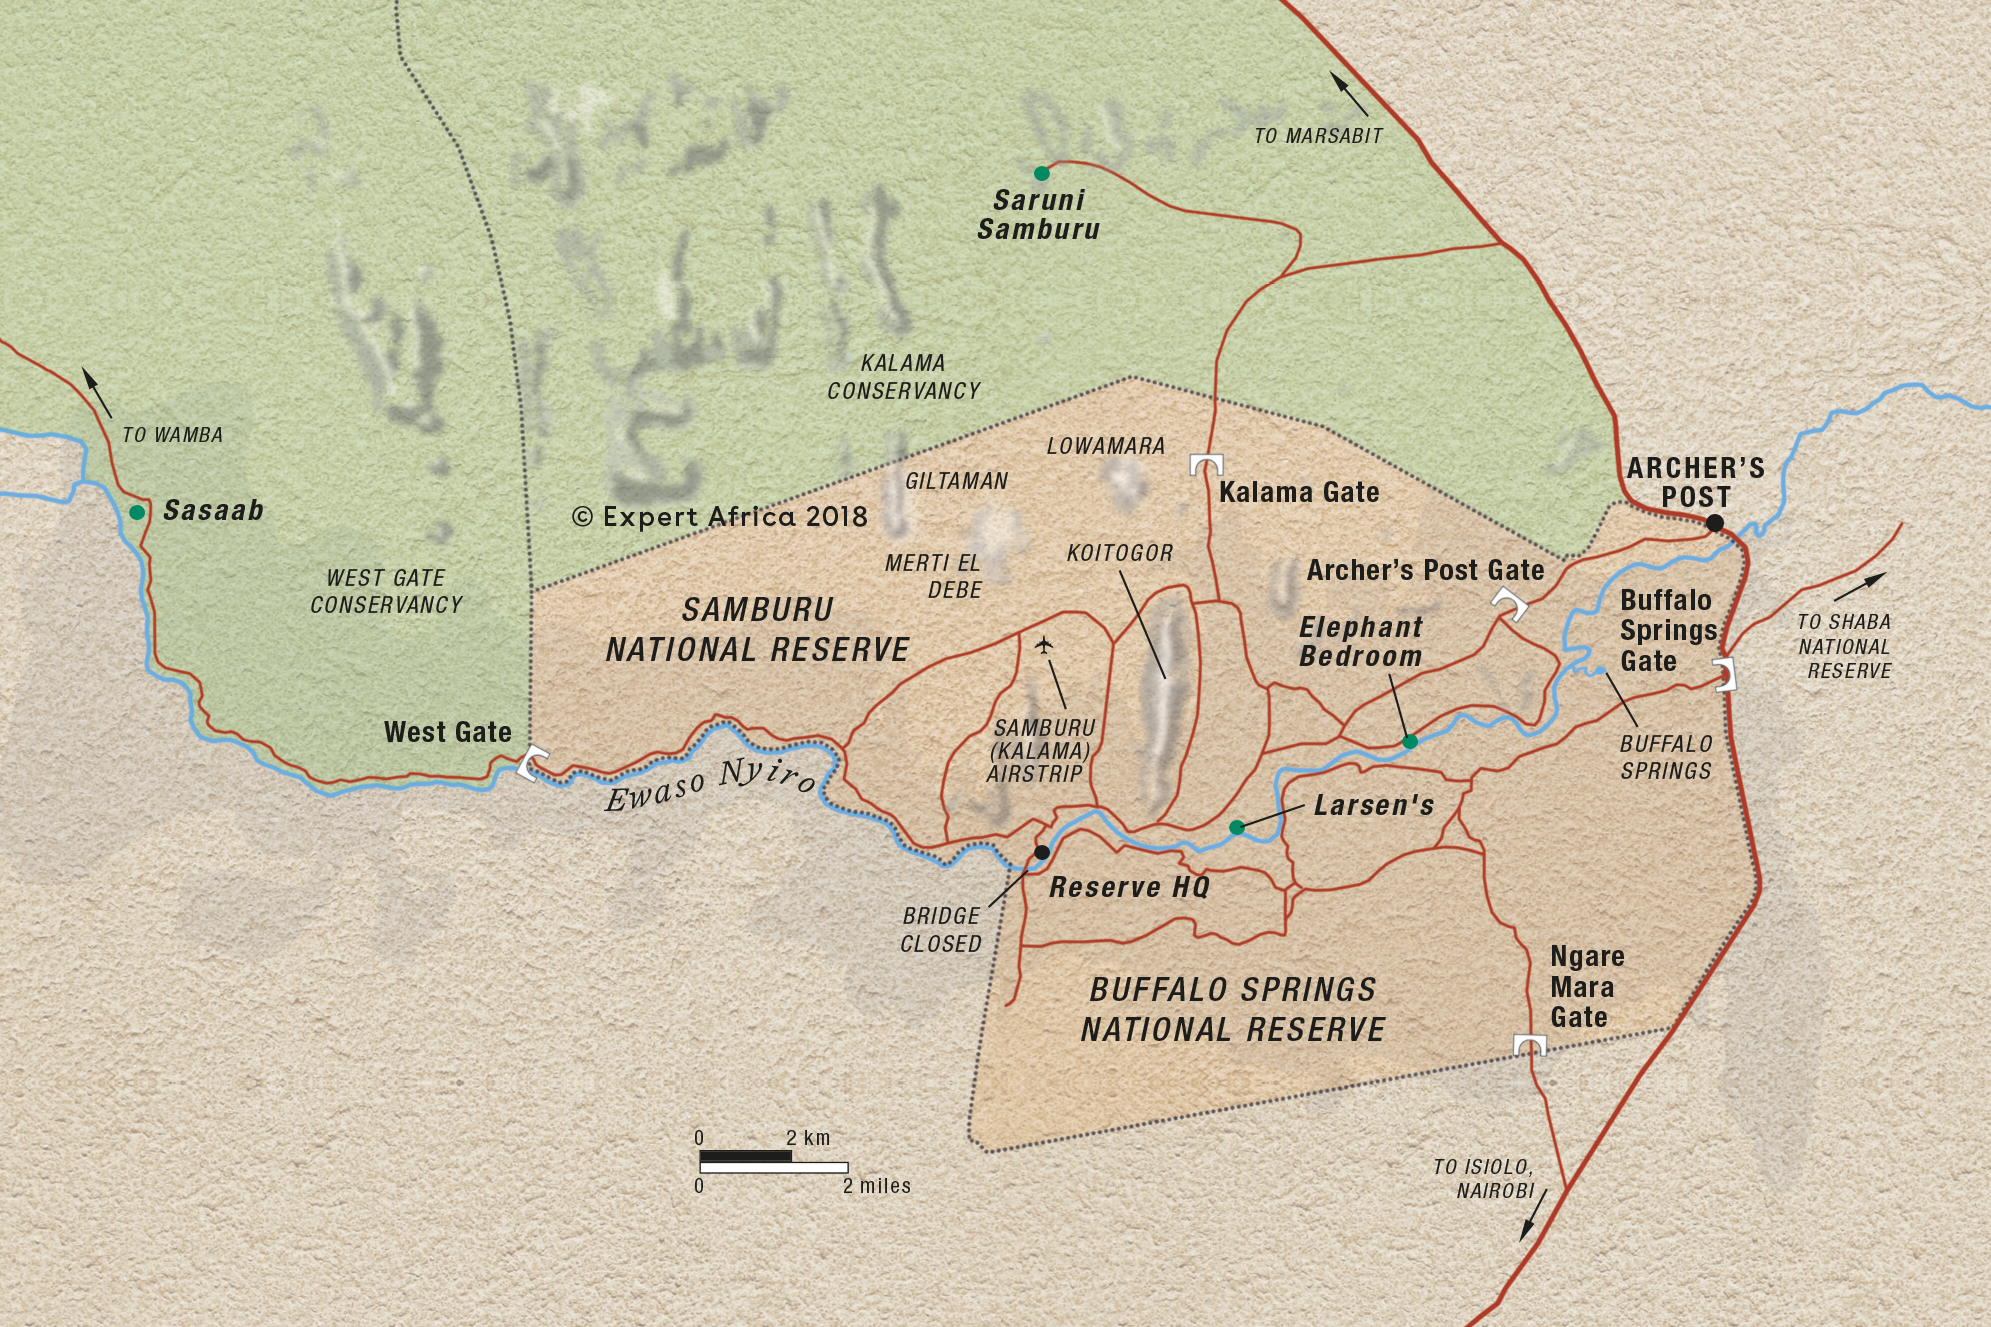 TO MARSABIT
Saruni
Samburu
KALAMA
CONSERVANCY
TO WAMBA
LOWAMARA
GILTAMAN
ARCHER'S
POST
Kalama Gate
Sasaab
© Expert Africa 2018
MERTI EL
DEBE
KOITOGOR
Archer's Post Gate
WEST GATE
CONSERVANCY
SAMBURU
NATIONAL RESERVE
Elephant
Bedroom
Buffalo
Springs
Gate
TO SHABA
NATIONAL
RESERVE
West Gate
SAMBURU
(KALAMA)
AIRSTRIP
BUFFALO
SPRINGS
Ewaso Nyiro
Larsen's
Reserve HQ
BRIDGE
CLOSED
Ngare
Mara
Gate
BUFFALO SPRINGS
NATIONAL RESERVE
0 2 km
0 2 miles
TO ISIOLO,
NAIROBI